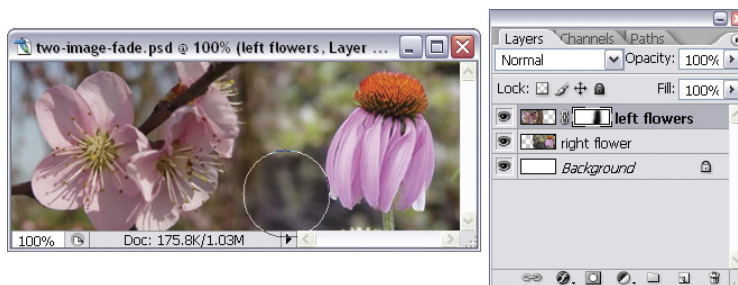 two-image-fade.psd @ 100% (left flowers, Layer ...
100% Doc: 175.8K/1.03M
Layers Channels Paths
Normal Opacity: 100%
Lock: Fill: 100%
left flowers
right flower
Background